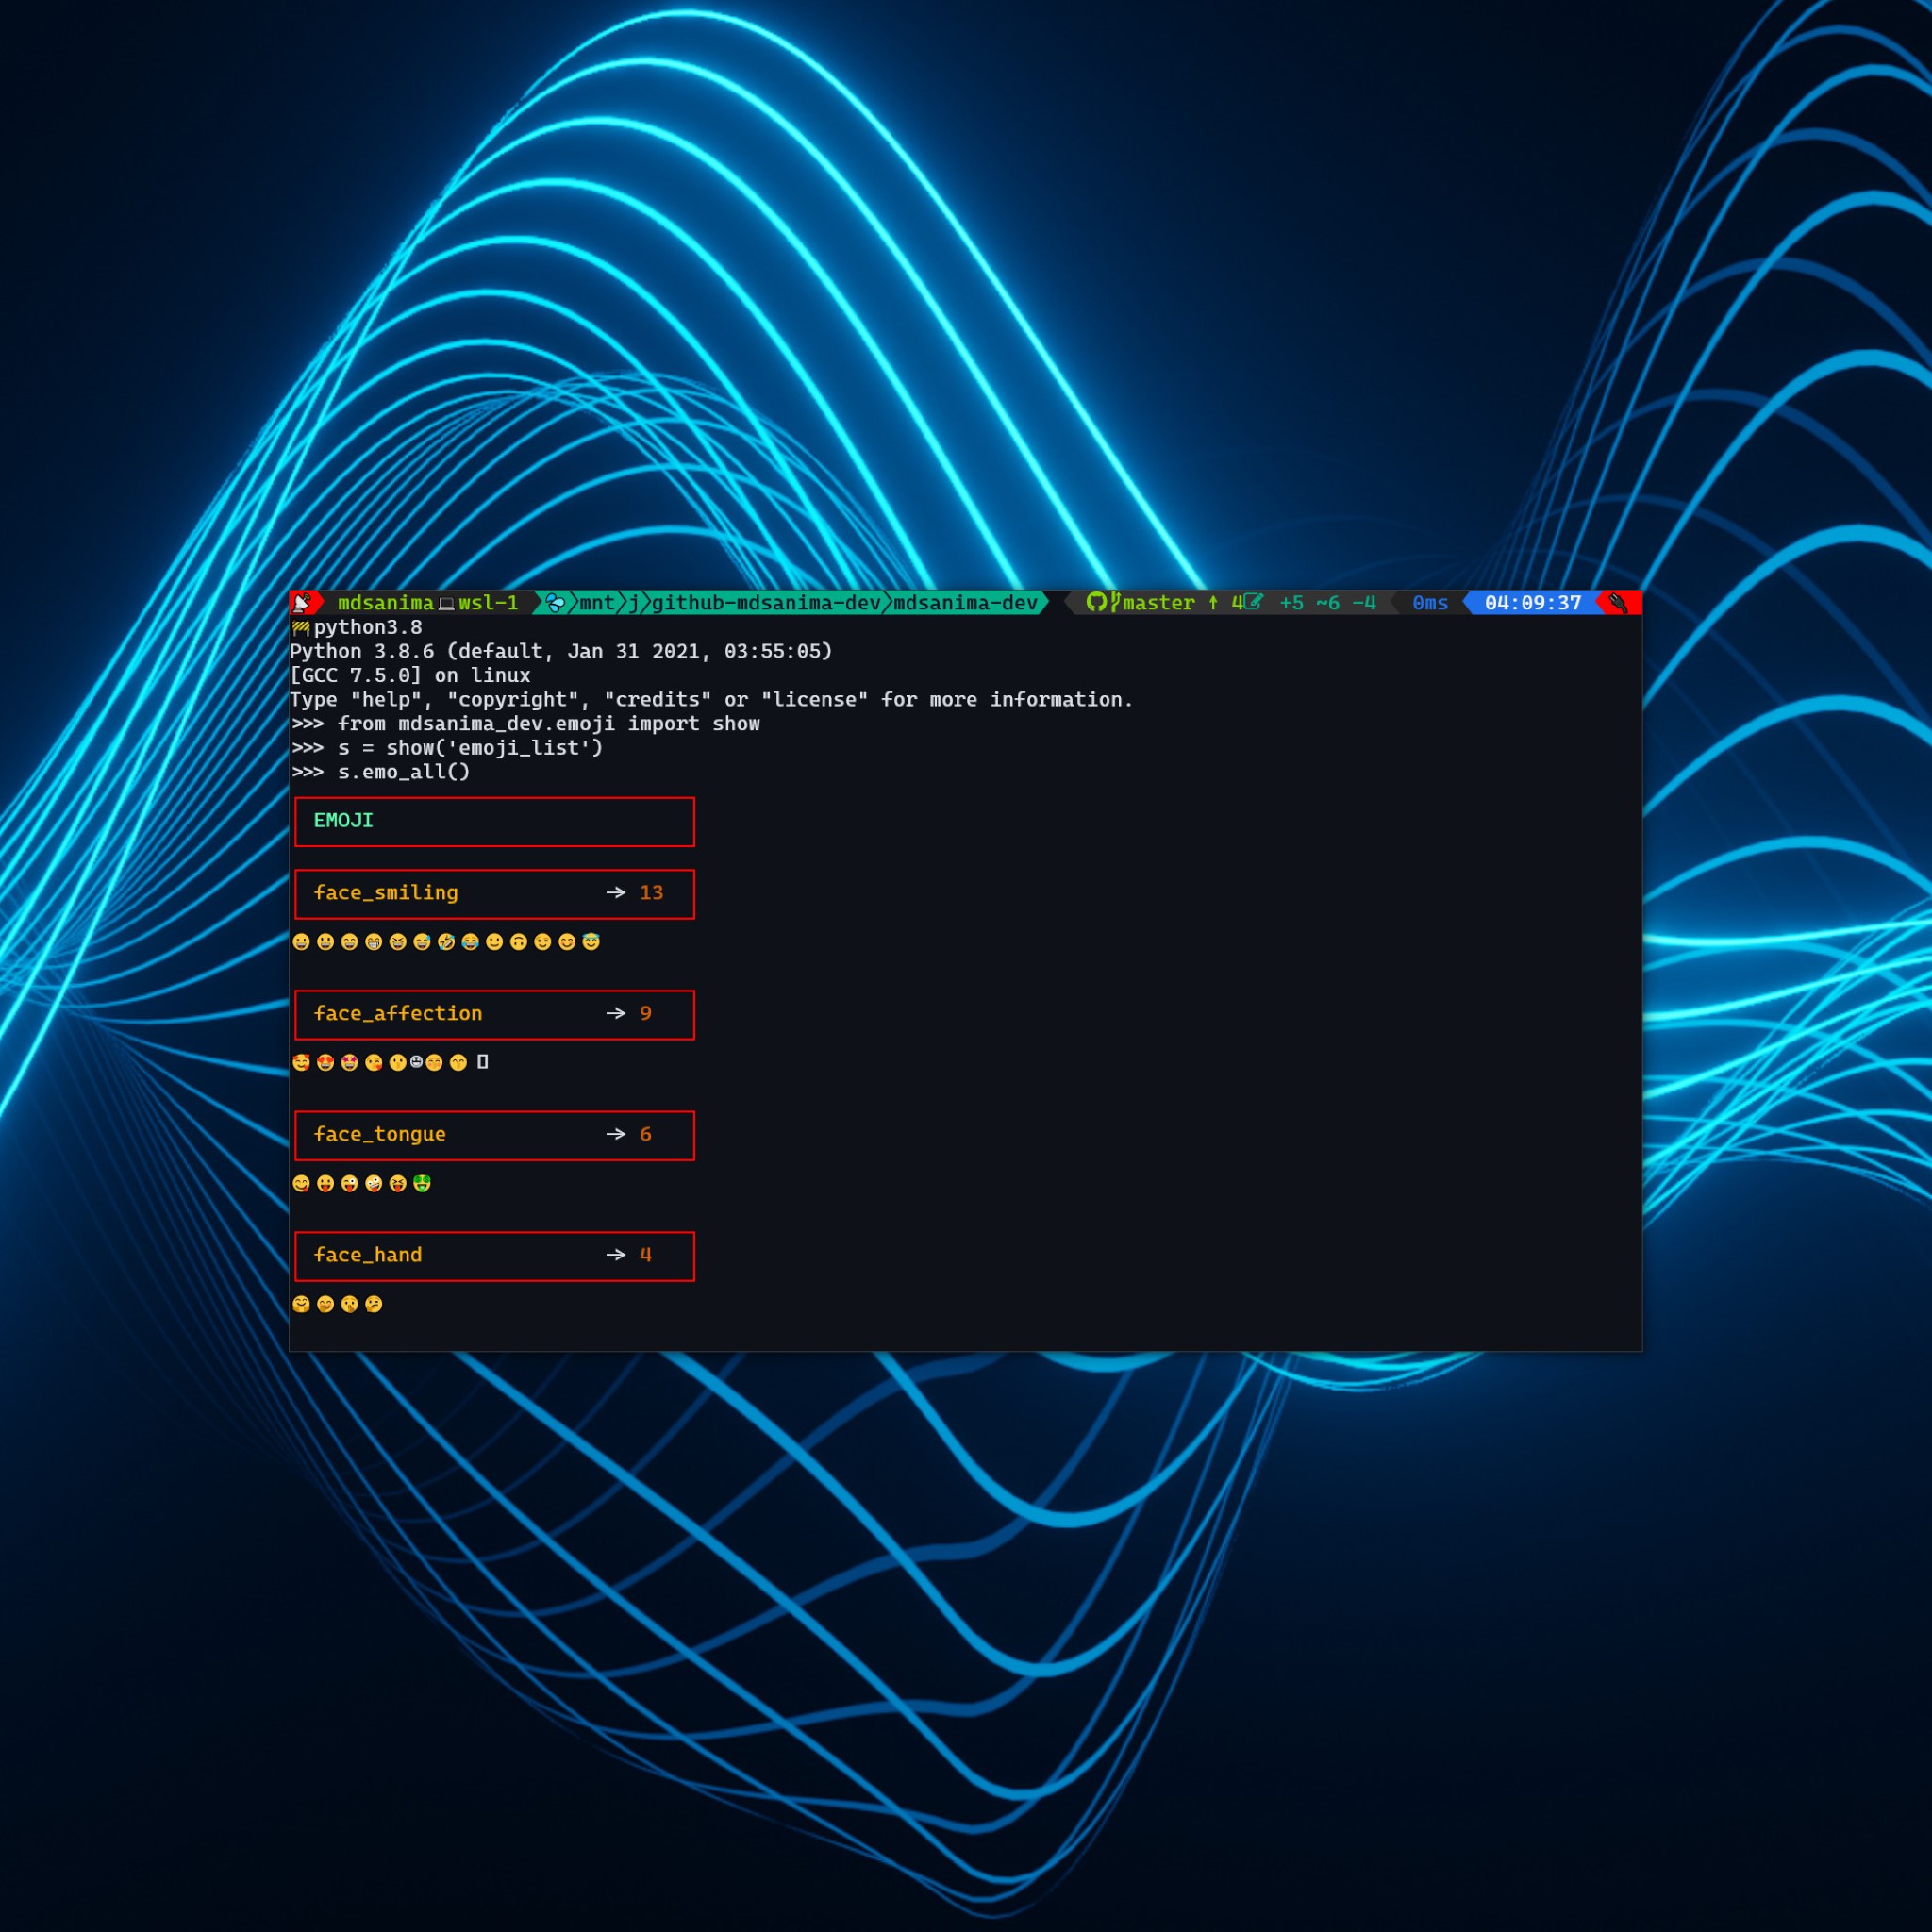 mdsanima💻wsl-1 mnt j github-mdsanima-dev mdsanima-dev master ↑ 4 +5 ~6 -4 0ms 04:09:37
python3.8
Python 3.8.6 (default, Jan 31 2021, 03:55:05)
[GCC 7.5.0] on linux
Type "help", "copyright", "credits" or "license" for more information.
>>> from mdsanima_dev.emoji import show
>>> s = show('emoji_list')
>>> s.emo_all()
EMOJI
face_smiling → 13
😀 😃 😄 😁 😆 😅 🤣 😂 🙂 🙃 😉 😊 😇
face_affection → 9
🥰 😍 🤩 😘 😗 ☺ 😚 😙 
face_tongue → 6
😋 😛 😜 🤪 😝 🤑
face_hand → 4
🤗 🤭 🤫 🤔